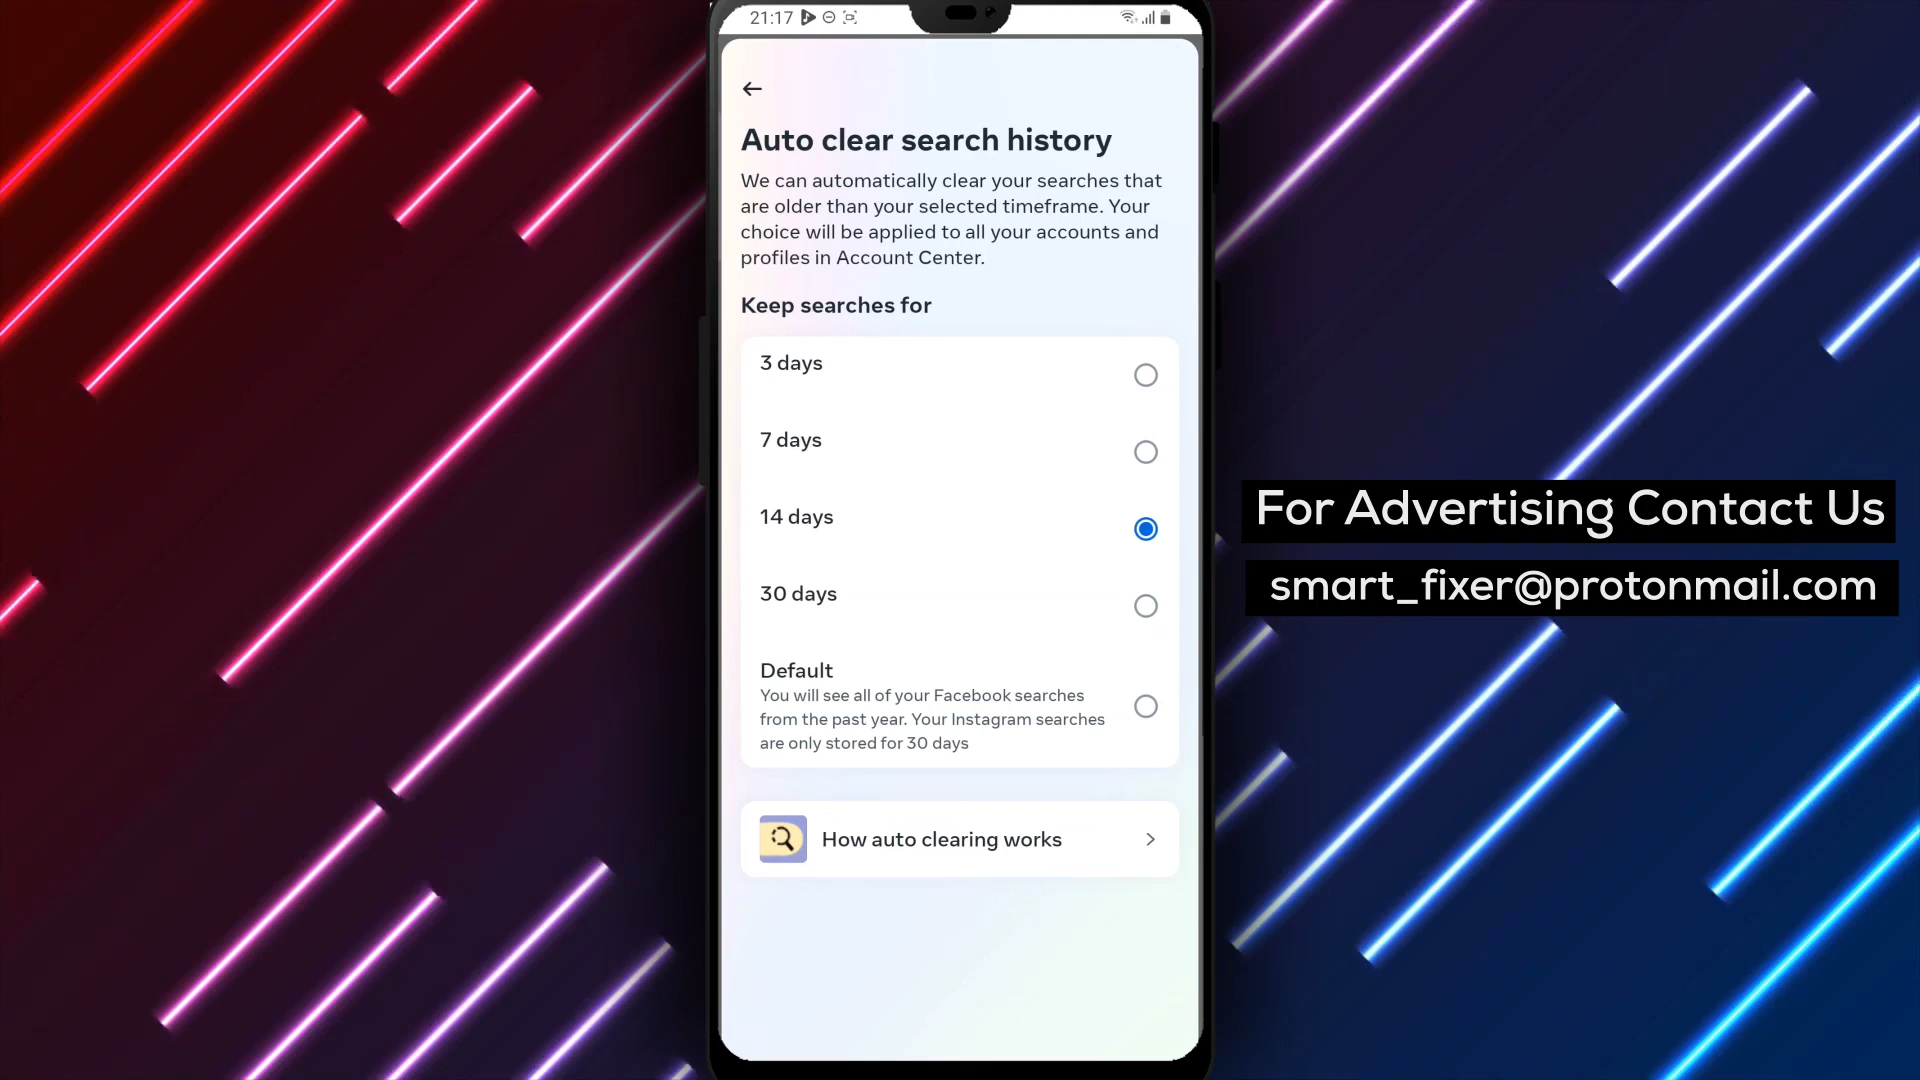 21:17
Auto clear search history
We can automatically clear your searches that
are older than your selected timeframe. Your
choice will be applied to all your accounts and
profiles in Account Center.
Keep searches for
3 days
7 days
14 days
30 days
Default
You will see all of your Facebook searches
from the past year. Your Instagram searches
are only stored for 30 days
How auto clearing works
For Advertising Contact Us
smart_fixer@protonmail.com